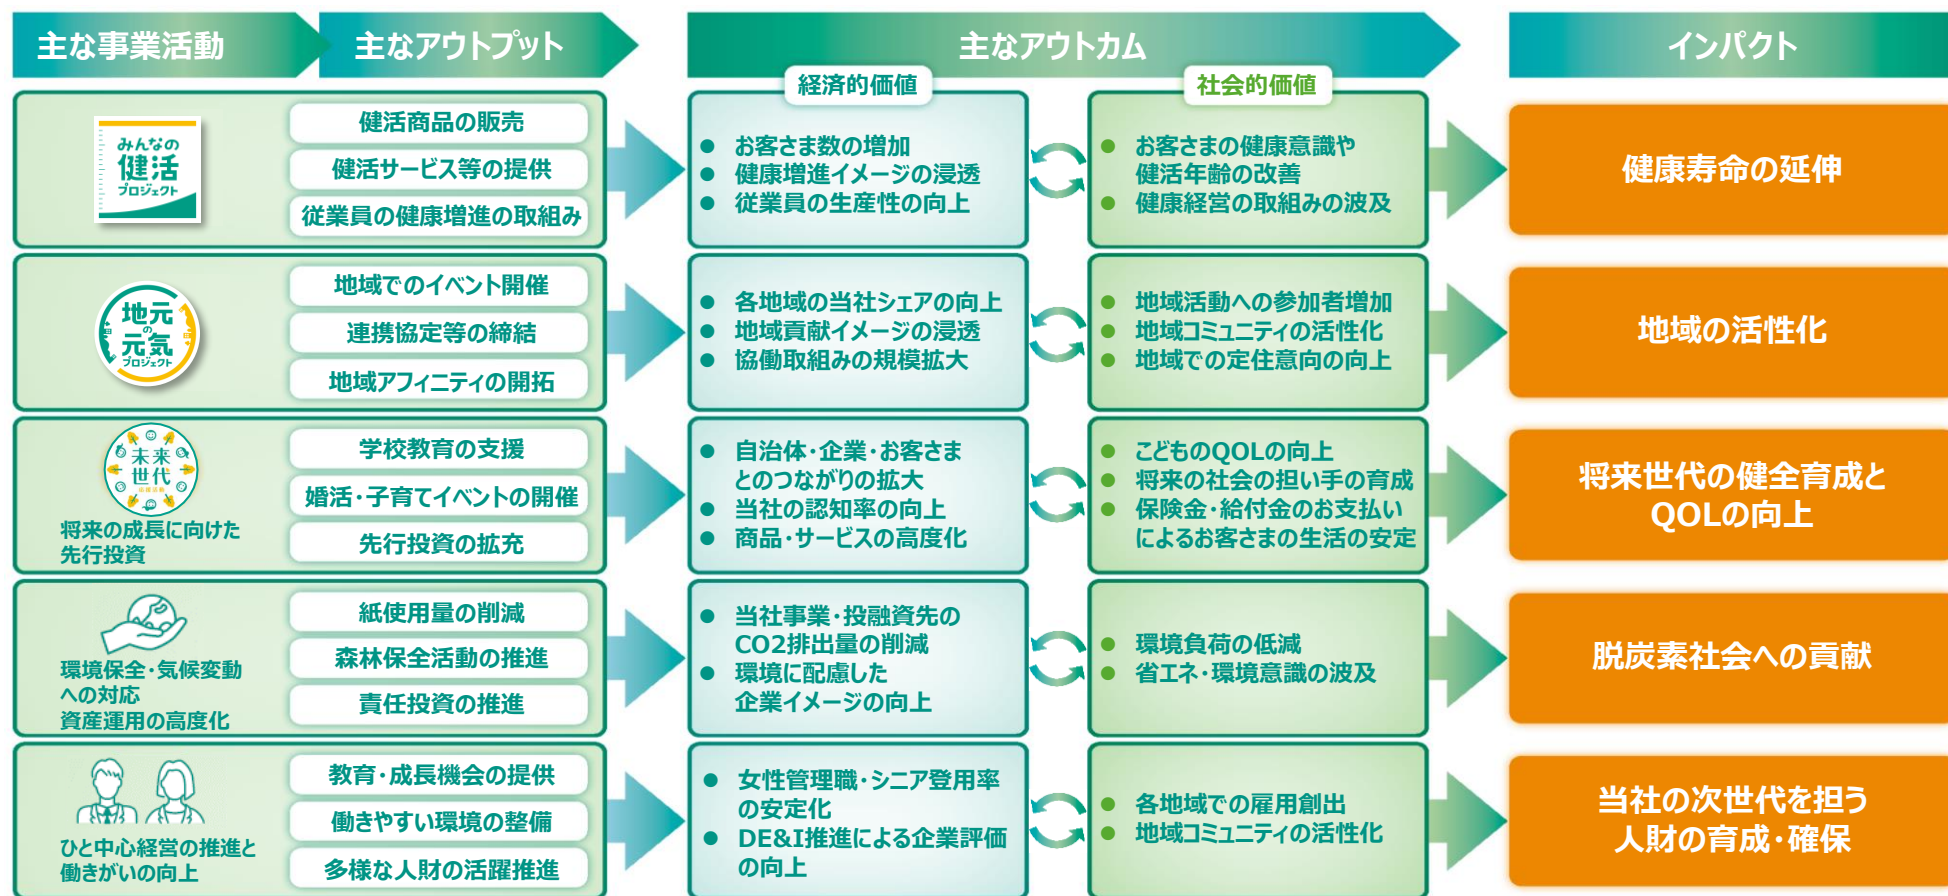 主な事業活動
主なアウトプット
主なアウトカム
インパクト
経済的価値
社会的価値
みんなの
健活
プロジェクト
健活商品の販売
健活サービス等の提供
従業員の健康増進の取組み
● お客さま数の増加
● 健康増進イメージの浸透
● 従業員の生産性の向上
● お客さまの健康意識や
健活年齢の改善
● 健康経営の取組みの波及
健康寿命の延伸
地元
の
元気
プロジェクト
地域でのイベント開催
連携協定等の締結
地域アフィニティの開拓
● 各地域の当社シェアの向上
● 地域貢献イメージの浸透
● 協働取組みの規模拡大
● 地域活動への参加者増加
● 地域コミュニティの活性化
● 地域での定住意向の向上
地域の活性化
未来
世代
応援活動
将来の成長に向けた
先行投資
学校教育の支援
婚活・子育てイベントの開催
先行投資の拡充
● 自治体・企業・お客さま
とのつながりの拡大
● 当社の認知率の向上
● 商品・サービスの高度化
● こどものQOLの向上
● 将来の社会の担い手の育成
● 保険金・給付金のお支払い
によるお客さまの生活の安定
将来世代の健全育成と
QOLの向上
環境保全・気候変動
への対応
資産運用の高度化
紙使用量の削減
森林保全活動の推進
責任投資の推進
● 当社事業・投融資先の
CO2排出量の削減
● 環境に配慮した
企業イメージの向上
● 環境負荷の低減
● 省エネ・環境意識の波及
脱炭素社会への貢献
ひと中心経営の推進と
働きがいの向上
教育・成長機会の提供
働きやすい環境の整備
多様な人財の活躍推進
● 女性管理職・シニア登用率
の安定化
● DE&I推進による企業評価
の向上
● 各地域での雇用創出
● 地域コミュニティの活性化
当社の次世代を担う
人財の育成・確保